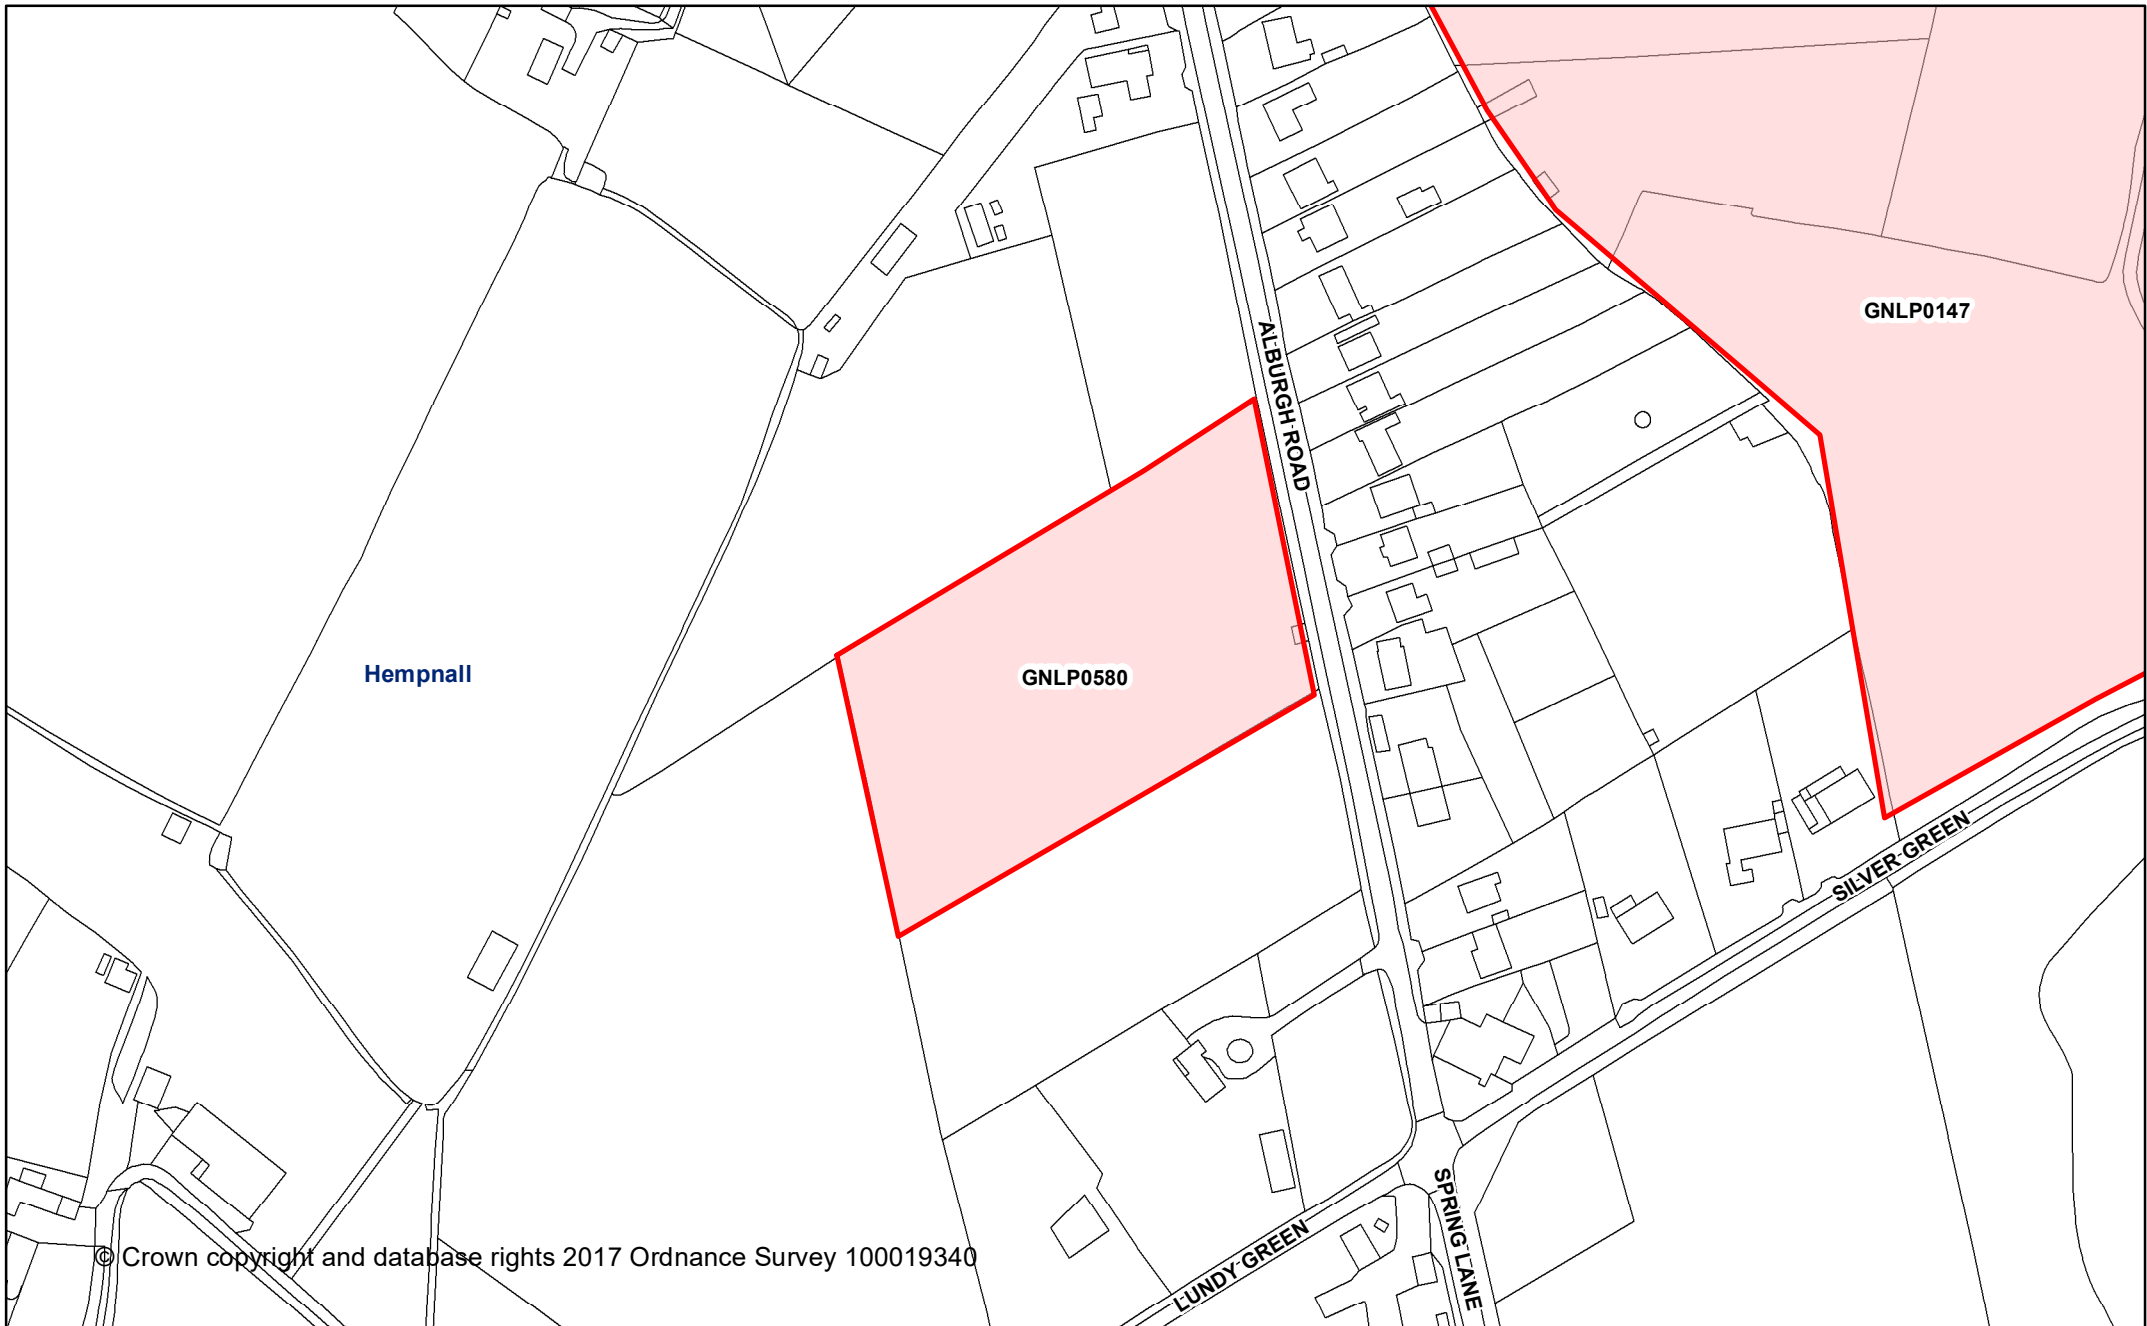 GNLP0147
ALBURGH ROAD
Hempnall
GNLP0580
SILVER GREEN
SPRING LANE
LUNDY GREEN
© Crown copyright and database rights 2017 Ordnance Survey 100019340